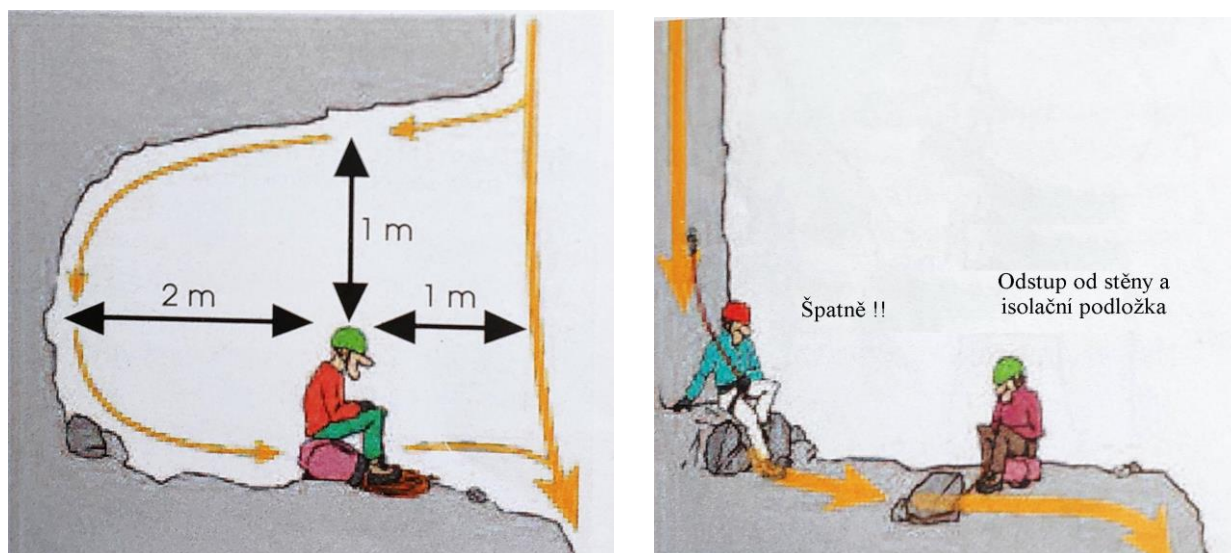 1 m
2 m
1 m
Špatně !!
Odstup od stěny a
isolační podložka